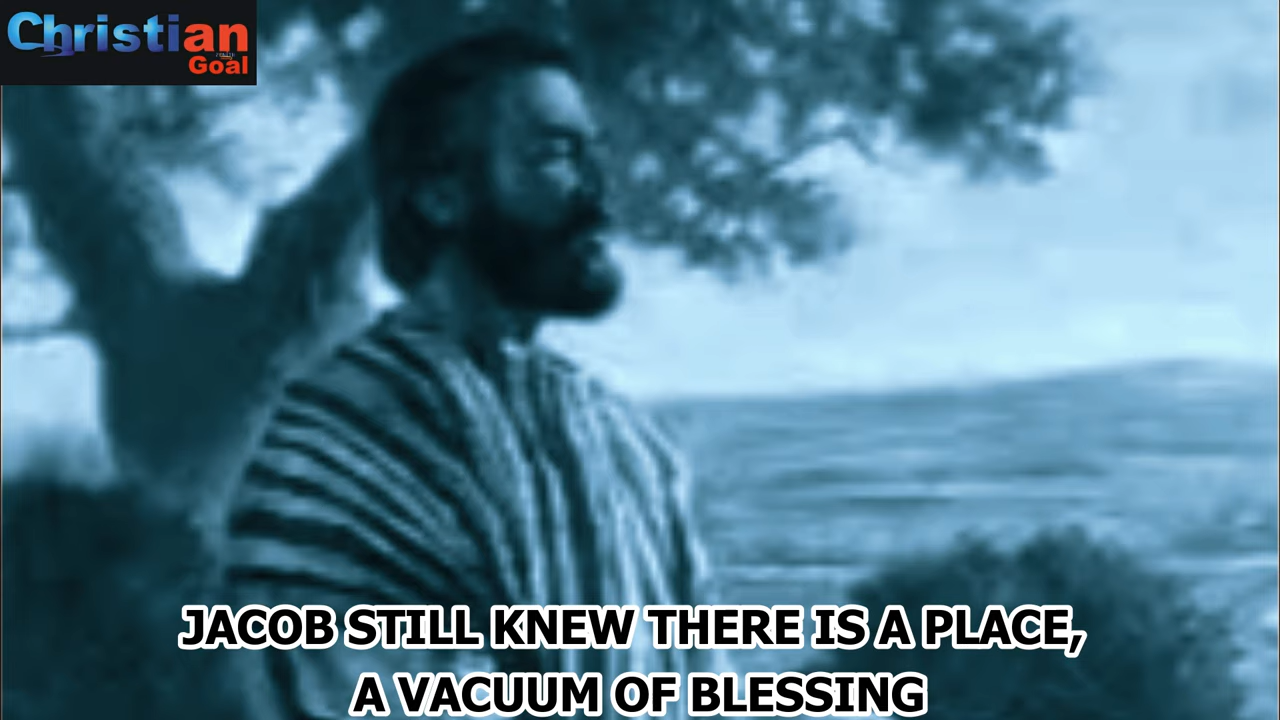 Christian
Goal
JACOB STILL KNEW THERE IS A PLACE,
A VACUUM OF BLESSING